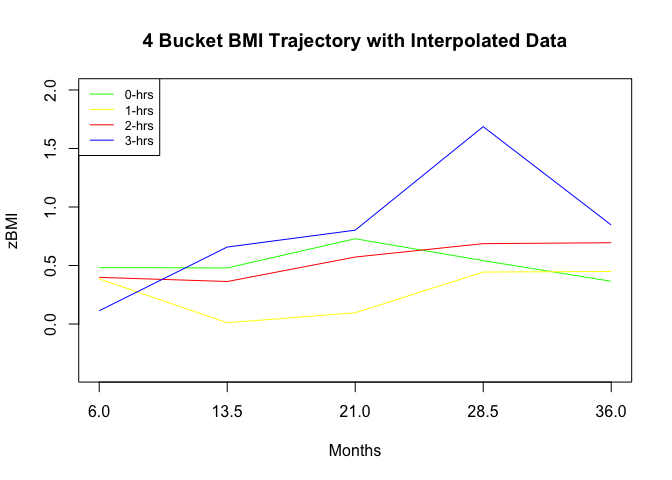 4 Bucket BMI Trajectory with Interpolated Data
2.0
1.5
1.0
0.5
0.0
zBMI
0-hrs
1-hrs
2-hrs
3-hrs
6.0 13.5 21.0 28.5 36.0
Months